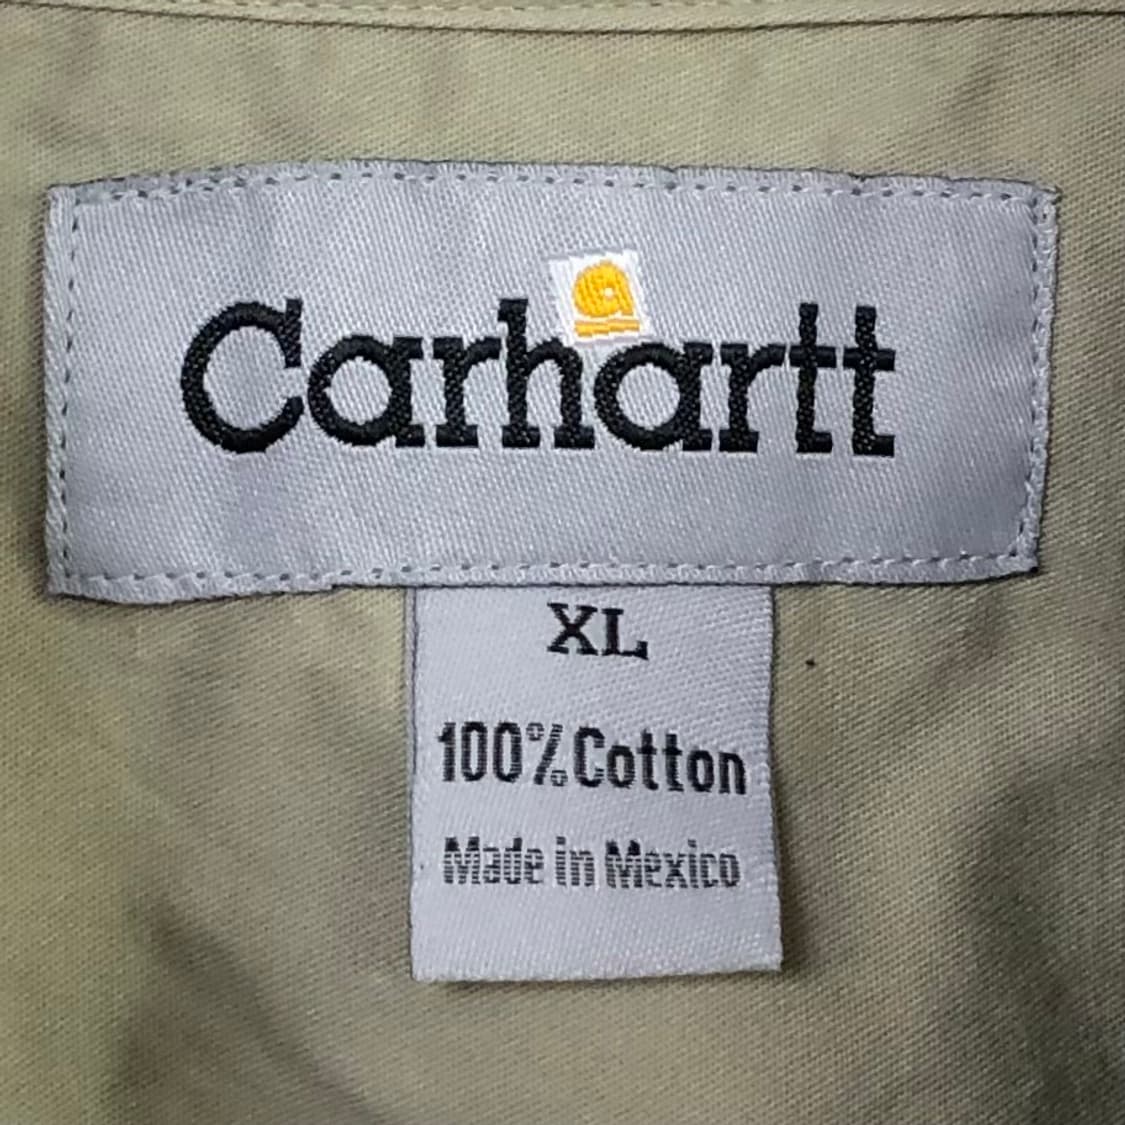 Carhartt
XL
100% Cotton
Made in Mexico